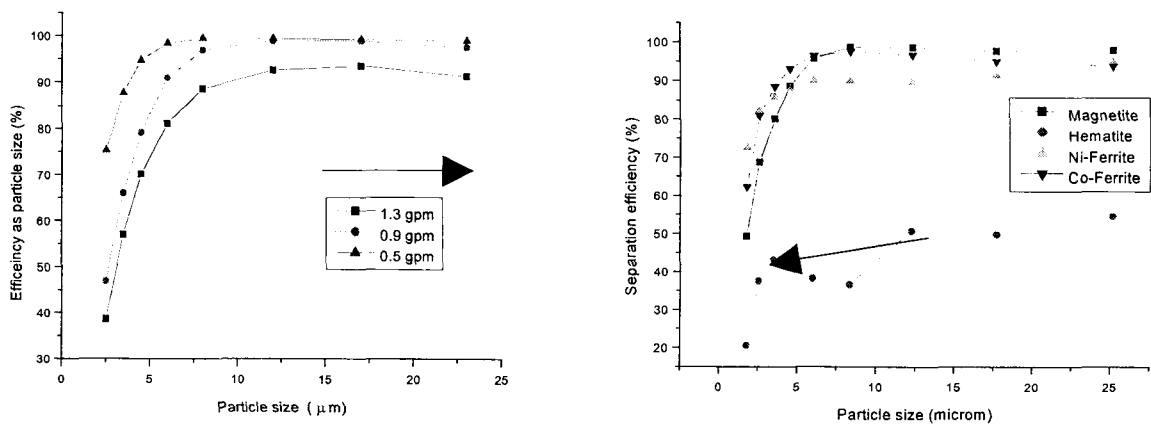 Efficeincy as particle size (%)
100
90
80
70
60
50
40
30
0
5
10
15
20
25
Particle size ( μm )
1.3 gpm
0.9 gpm
0.5 gpm
Separation efficiency (%)
100
90
80
70
60
50
40
30
20
0
5
10
15
20
25
Particle size (microm)
Magnetite
Hematite
Ni-Ferrite
Co-Ferrite